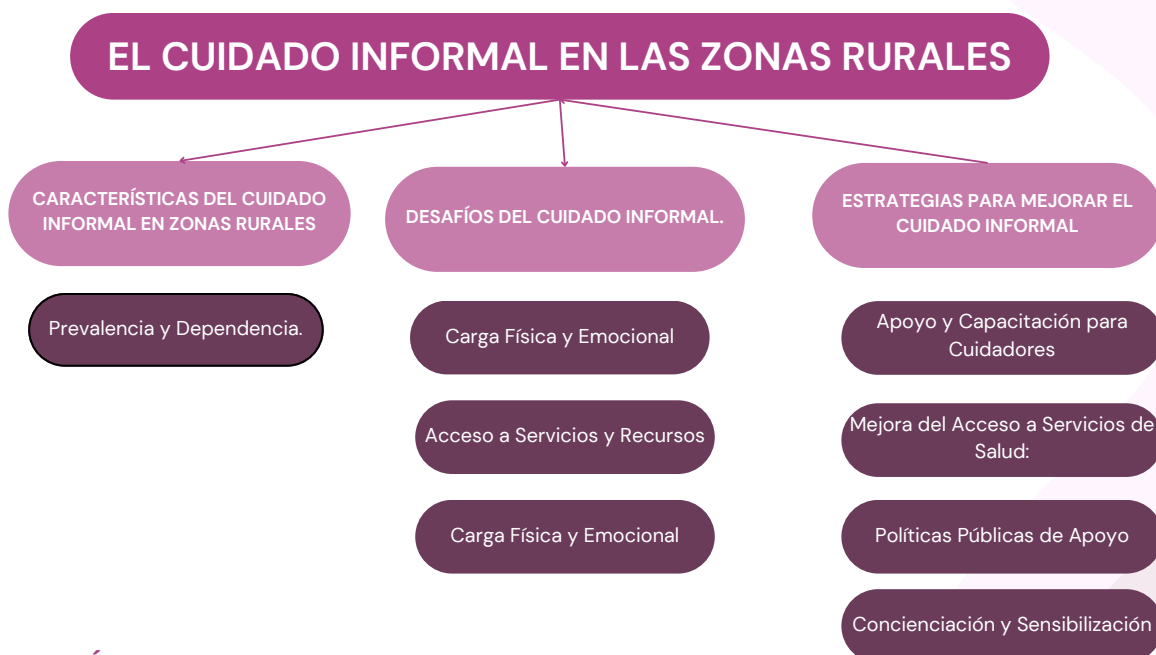 EL CUIDADO INFORMAL EN LAS ZONAS RURALES
CARACTERÍSTICAS DEL CUIDADO
INFORMAL EN ZONAS RURALES
Prevalencia y Dependencia.
DESAFÍOS DEL CUIDADO INFORMAL.
Carga Física y Emocional
Acceso a Servicios y Recursos
Carga Física y Emocional
ESTRATEGIAS PARA MEJORAR EL
CUIDADO INFORMAL
Apoyo y Capacitación para
Cuidadores
Mejora del Acceso a Servicios de
Salud:
Políticas Públicas de Apoyo
Concienciación y Sensibilización